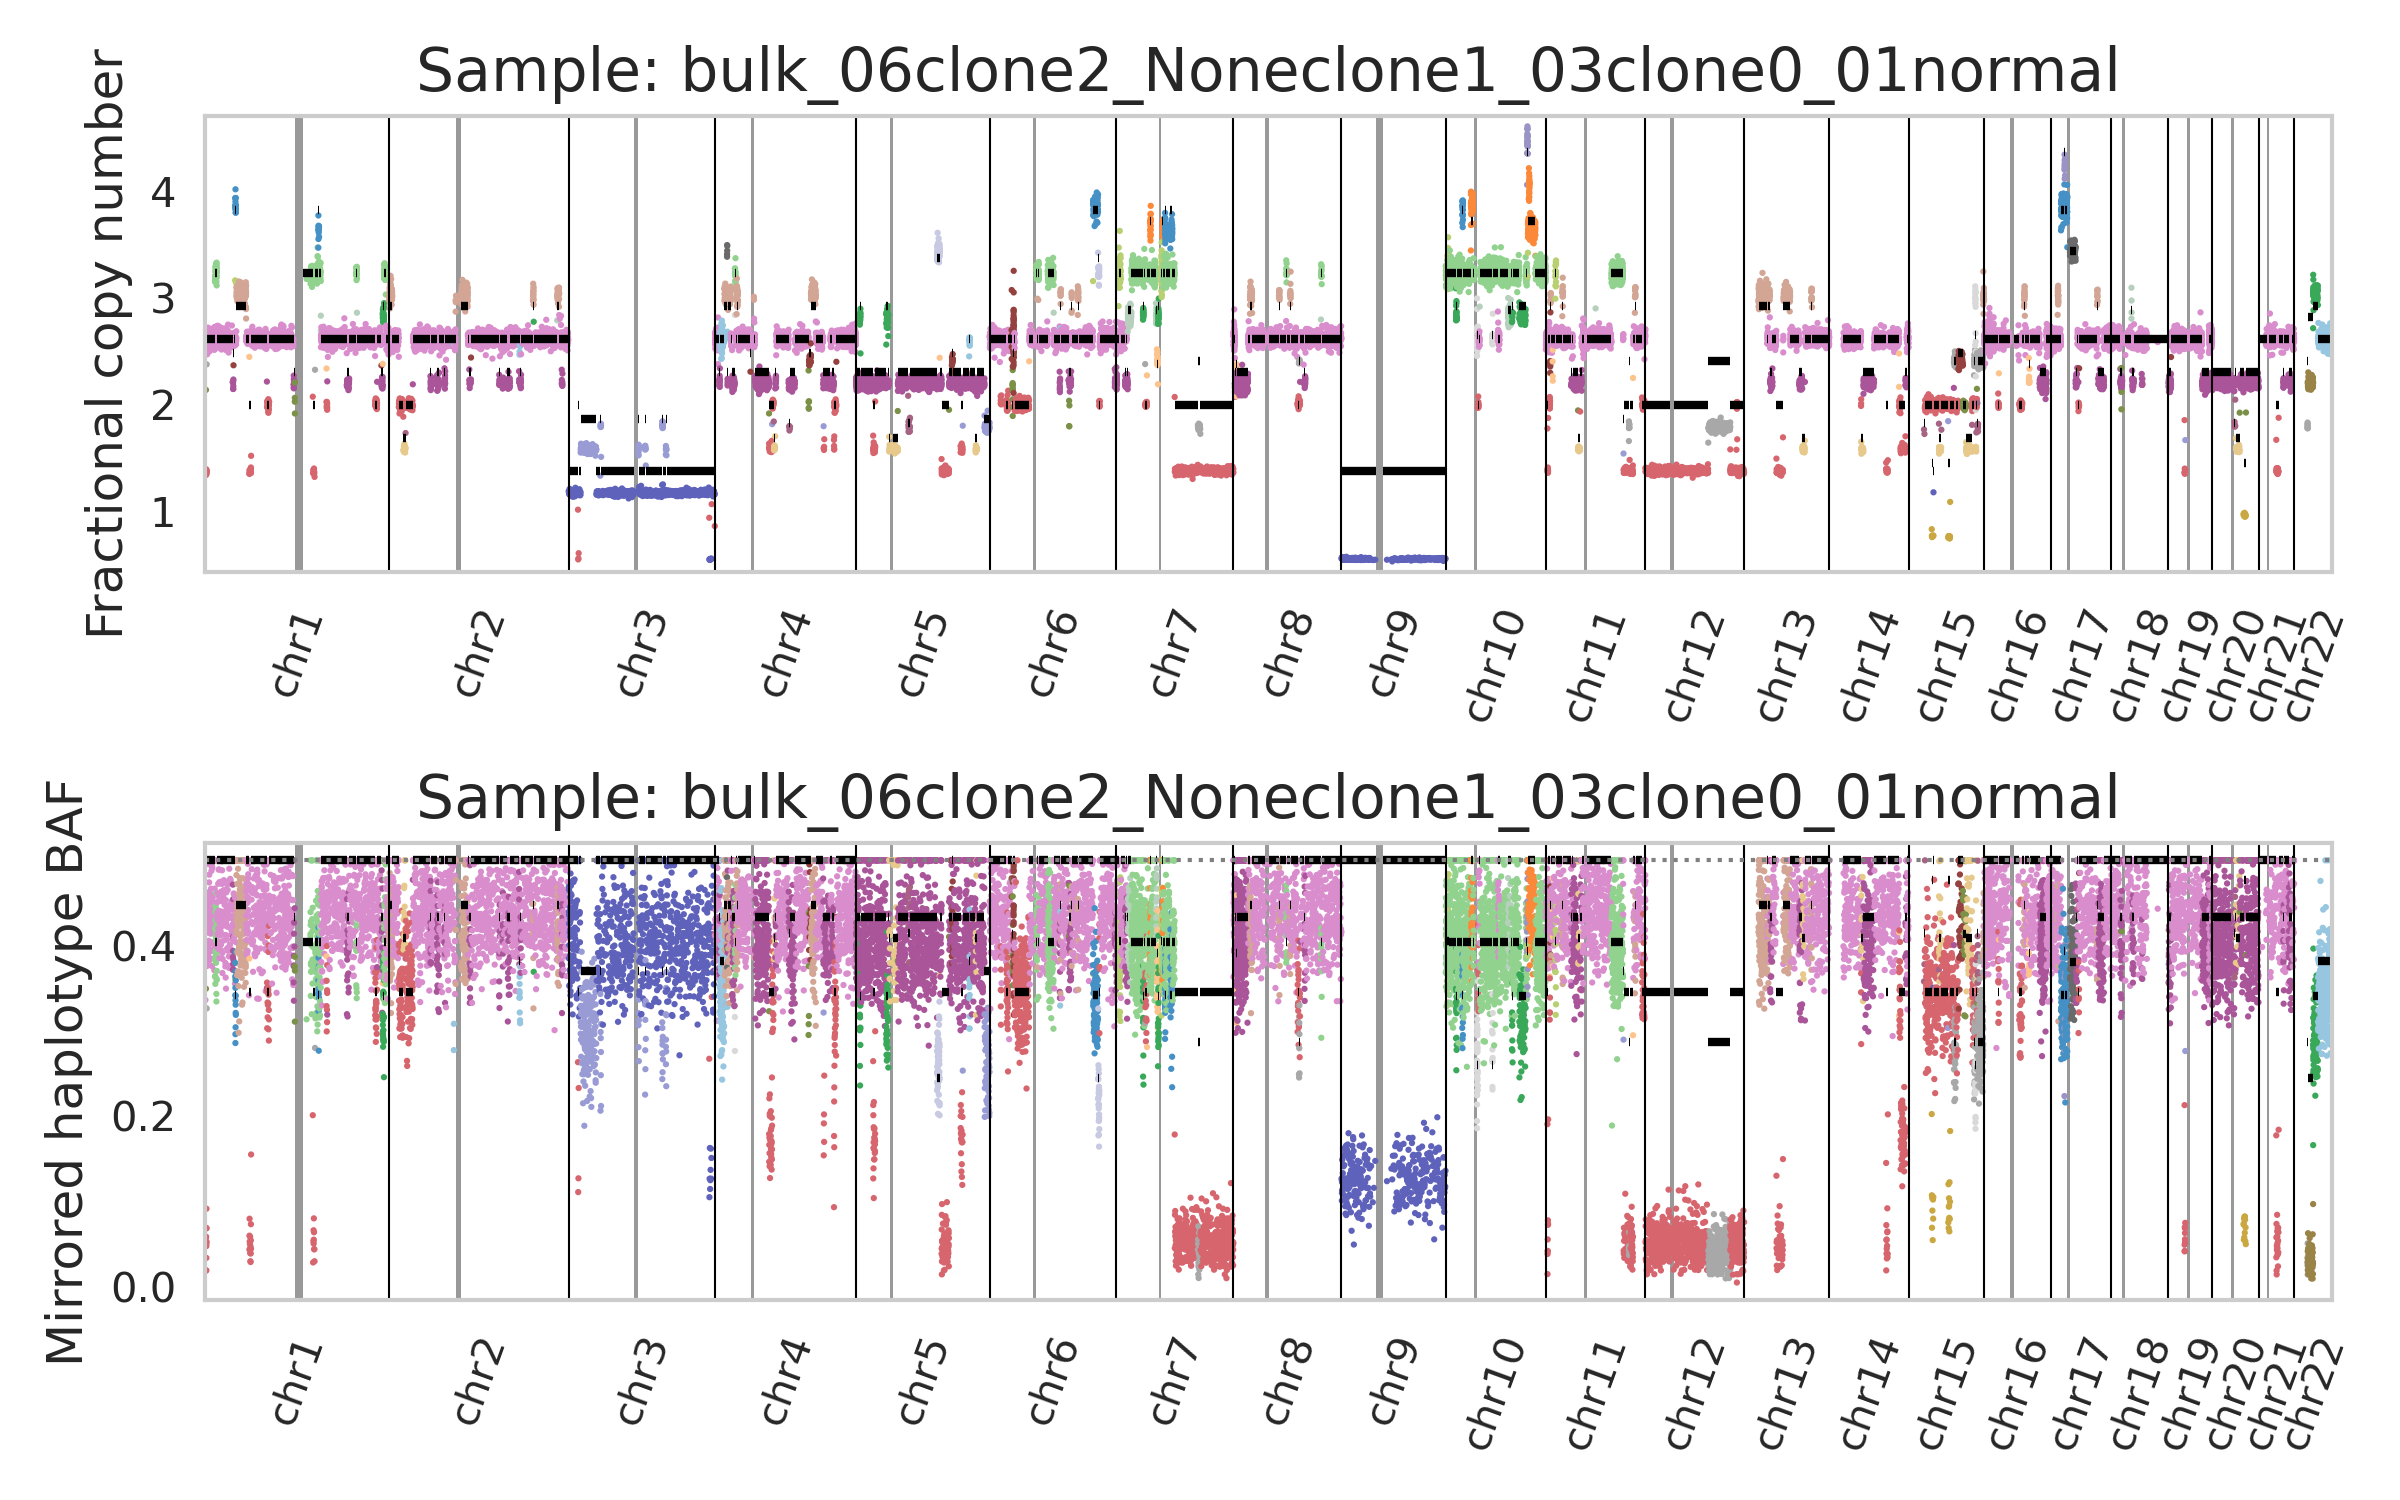 Sample: bulk_06clone2_Noneclone1_03clone0_01normal
Fractional copy number
4
3
2
1
chr1
chr2
chr3
chr4
chr5
chr6
chr7
chr8
chr9
chr10
chr11
chr12
chr13
chr14
chr15
chr16
chr17
chr18
chr19
chr20
chr21
chr22
Sample: bulk_06clone2_Noneclone1_03clone0_01normal
Mirrored haplotype BAF
0.4
0.2
0.0
chr1
chr2
chr3
chr4
chr5
chr6
chr7
chr8
chr9
chr10
chr11
chr12
chr13
chr14
chr15
chr16
chr17
chr18
chr19
chr20
chr21
chr22